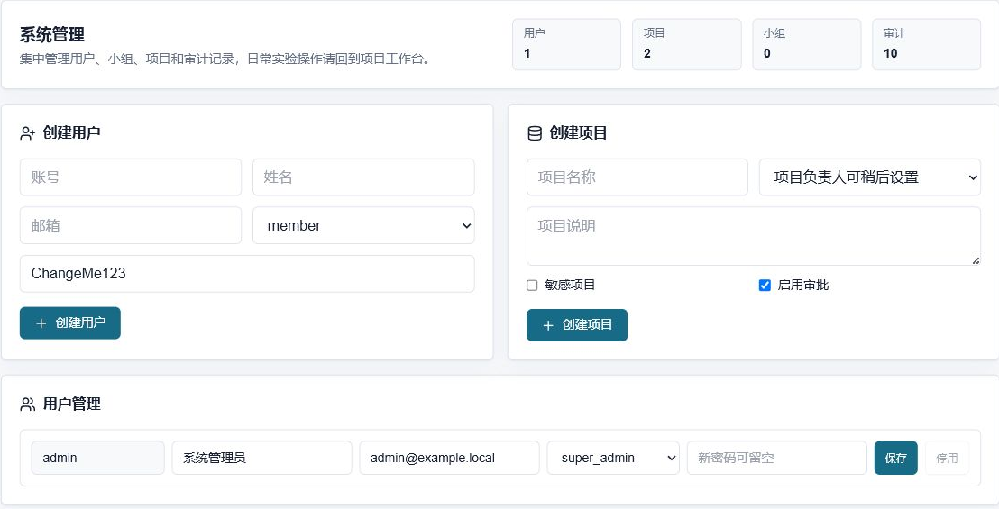 系统管理
集中管理用户、小组、项目和审计记录，日常实验操作请回到项目工作台。
用户 项目 小组 审计
1 2 0 10
创建用户
账号 姓名
邮箱 member
ChangeMe123
创建用户
创建项目
项目名称 项目负责人可稍后设置
项目说明
敏感项目 启用审批
创建项目
用户管理
admin 系统管理员 admin@example.local super_admin 新密码可留空 保存 停用